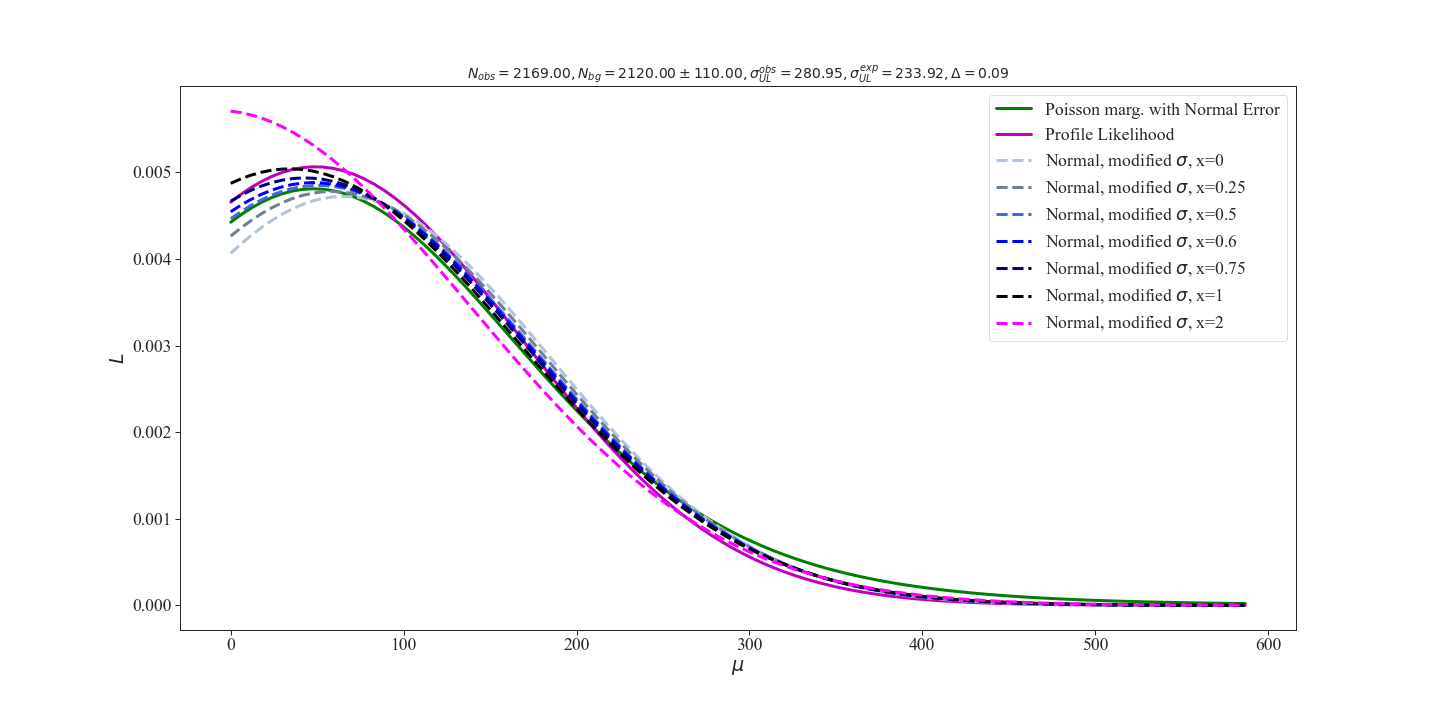 N_obs = 2169.00, N_bg = 2120.00 ± 110.00, σ_UL^obs = 280.95, σ_UL^exp = 233.92, Δ = 0.09
Poisson marg. with Normal Error
Profile Likelihood
Normal, modified σ, x=0
Normal, modified σ, x=0.25
Normal, modified σ, x=0.5
Normal, modified σ, x=0.6
Normal, modified σ, x=0.75
Normal, modified σ, x=1
Normal, modified σ, x=2
0.005
0.004
0.003
0.002
0.001
0.000
L
0 100 200 300 400 500 600
μ